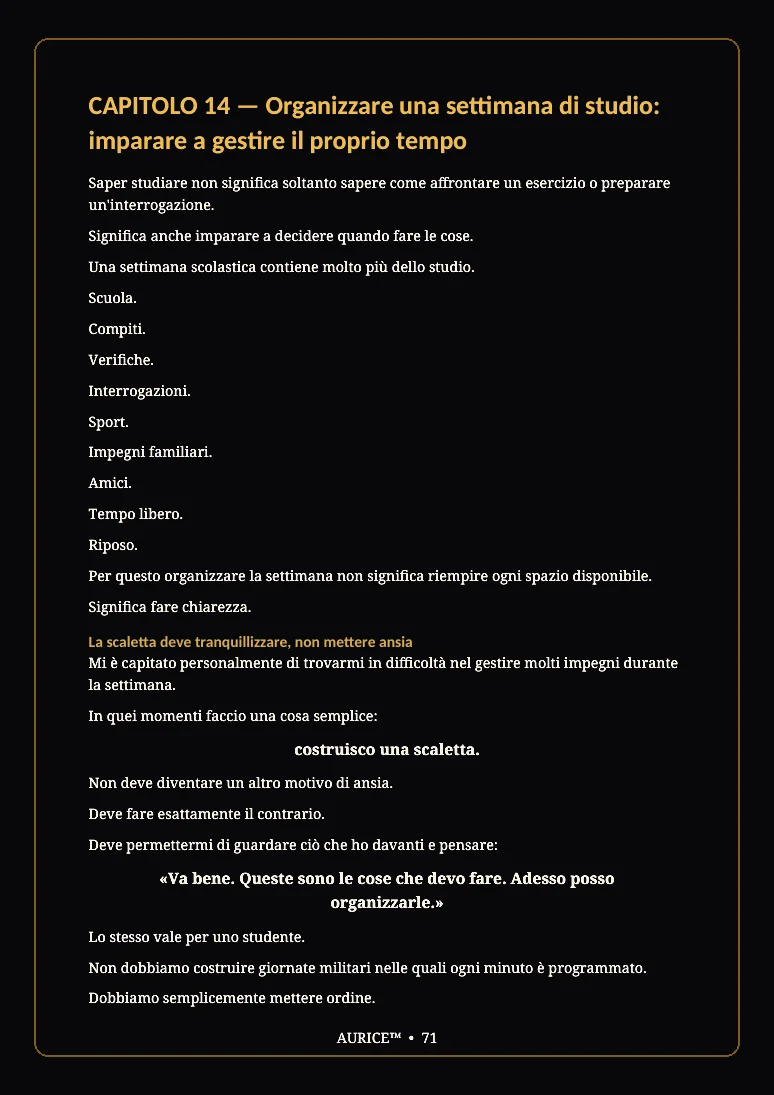 CAPITOLO 14 — Organizzare una settimana di studio:
imparare a gestire il proprio tempo
Saper studiare non significa soltanto sapere come affrontare un esercizio o preparare
un'interrogazione.
Significa anche imparare a decidere quando fare le cose.
Una settimana scolastica contiene molto più dello studio.
Scuola.
Compiti.
Verifiche.
Interrogazioni.
Sport.
Impegni familiari.
Amici.
Tempo libero.
Riposo.
Per questo organizzare la settimana non significa riempire ogni spazio disponibile.
Significa fare chiarezza.
La scaletta deve tranquillizzare, non mettere ansia
Mi è capitato personalmente di trovarmi in difficoltà nel gestire molti impegni durante
la settimana.
In quei momenti faccio una cosa semplice:
costruisco una scaletta.
Non deve diventare un altro motivo di ansia.
Deve fare esattamente il contrario.
Deve permettermi di guardare ciò che ho davanti e pensare:
«Va bene. Queste sono le cose che devo fare. Adesso posso
organizzarle.»
Lo stesso vale per uno studente.
Non dobbiamo costruire giornate militari nelle quali ogni minuto è programmato.
Dobbiamo semplicemente mettere ordine.
AURICE™ • 71